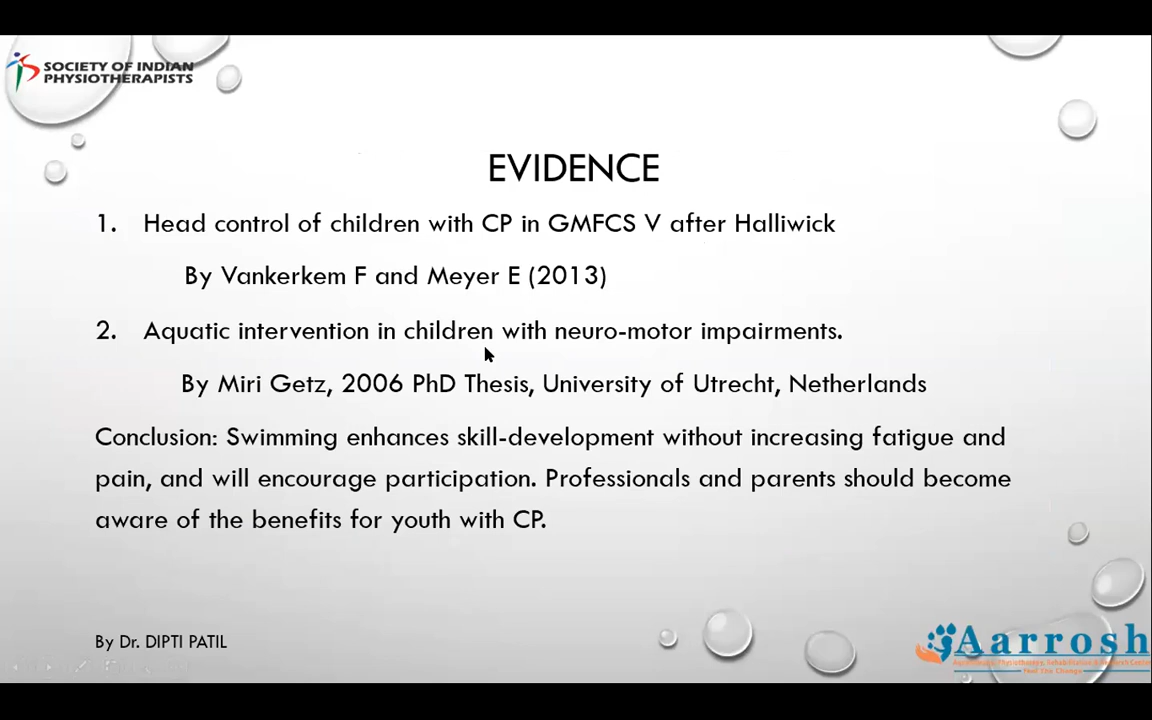 SOCIETY OF INDIAN
PHYSIOTHERAPISTS
EVIDENCE
1. Head control of children with CP in GMFCS V after Halliwick
By Vankerkem F and Meyer E (2013)
2. Aquatic intervention in children with neuro-motor impairments.
By Miri Getz, 2006 PhD Thesis, University of Utrecht, Netherlands
Conclusion: Swimming enhances skill-development without increasing fatigue and
pain, and will encourage participation. Professionals and parents should become
aware of the benefits for youth with CP.
By Dr. DIPTI PATIL
Aarrosh